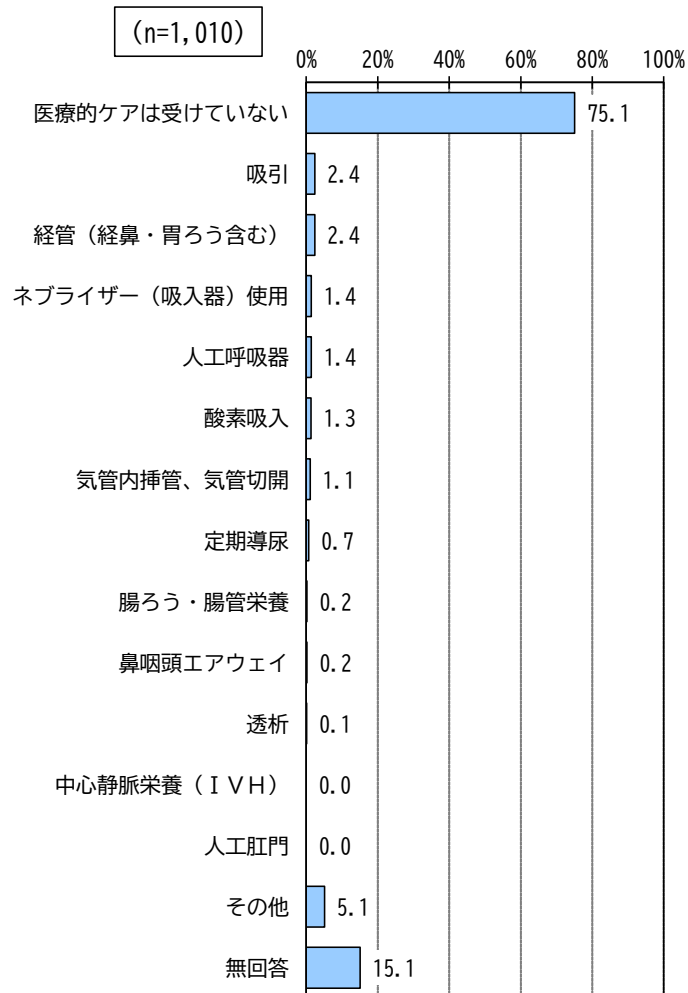 (n=1,010)
0% 20% 40% 60% 80% 100%
医療的ケアは受けていない 75.1
吸引 2.4
経管（経鼻・胃ろう含む） 2.4
ネブライザー（吸入器）使用 1.4
人工呼吸器 1.4
酸素吸入 1.3
気管内挿管、気管切開 1.1
定期導尿 0.7
腸ろう・腸管栄養 0.2
鼻咽頭エアウェイ 0.2
透析 0.1
中心静脈栄養（ＩＶＨ） 0.0
人工肛門 0.0
その他 5.1
無回答 15.1